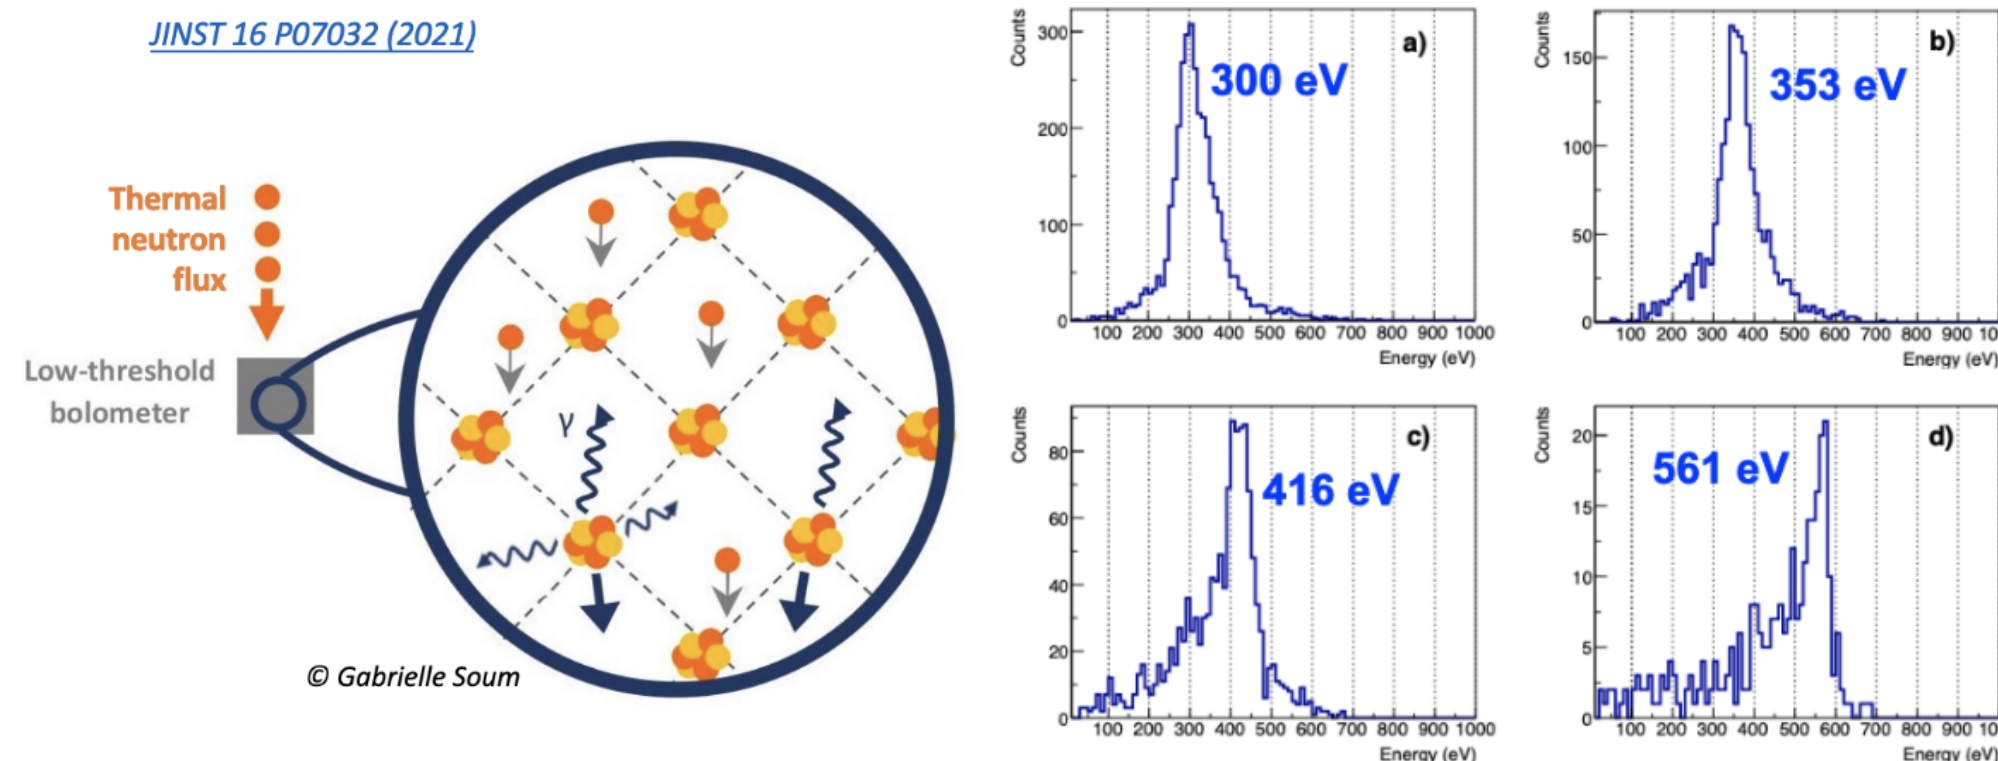 JINST 16 P07032 (2021)
Thermal
neutron
flux
Low-threshold
bolometer
γ
© Gabrielle Soum
Counts
300
200
100
0
a)
300 eV
100 200 300 400 500 600 700 800 900 1000
Energy (eV)
Counts
150
100
50
0
b)
353 eV
100 200 300 400 500 600 700 800 900 1000
Energy (eV)
Counts
80
60
40
20
0
c)
416 eV
100 200 300 400 500 600 700 800 900 1000
Energy (eV)
Counts
20
15
10
5
0
d)
561 eV
100 200 300 400 500 600 700 800 900 1000
Energy (eV)